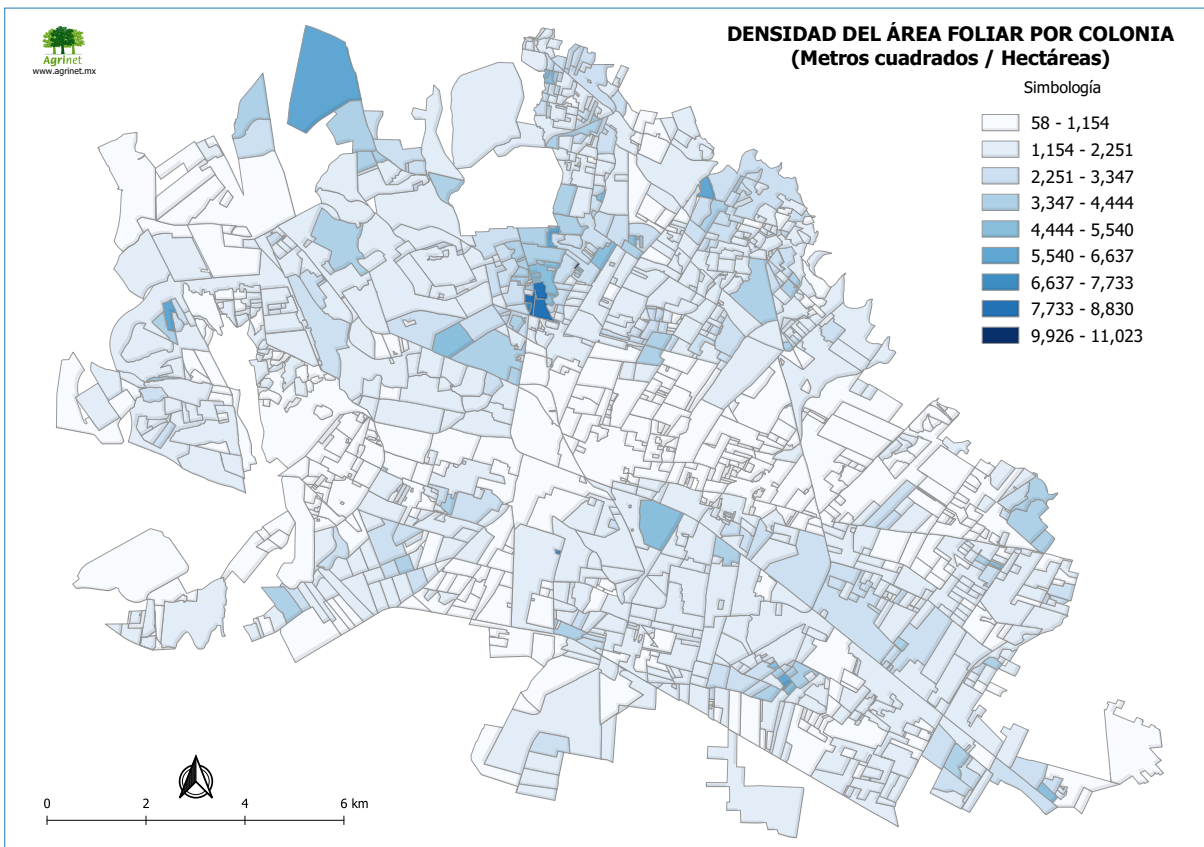 Agrinet
www.agrinet.mx
DENSIDAD DEL ÁREA FOLIAR POR COLONIA
(Metros cuadrados / Hectáreas)
Simbología
58 - 1,154
1,154 - 2,251
2,251 - 3,347
3,347 - 4,444
4,444 - 5,540
5,540 - 6,637
6,637 - 7,733
7,733 - 8,830
9,926 - 11,023
0 2 4 6 km